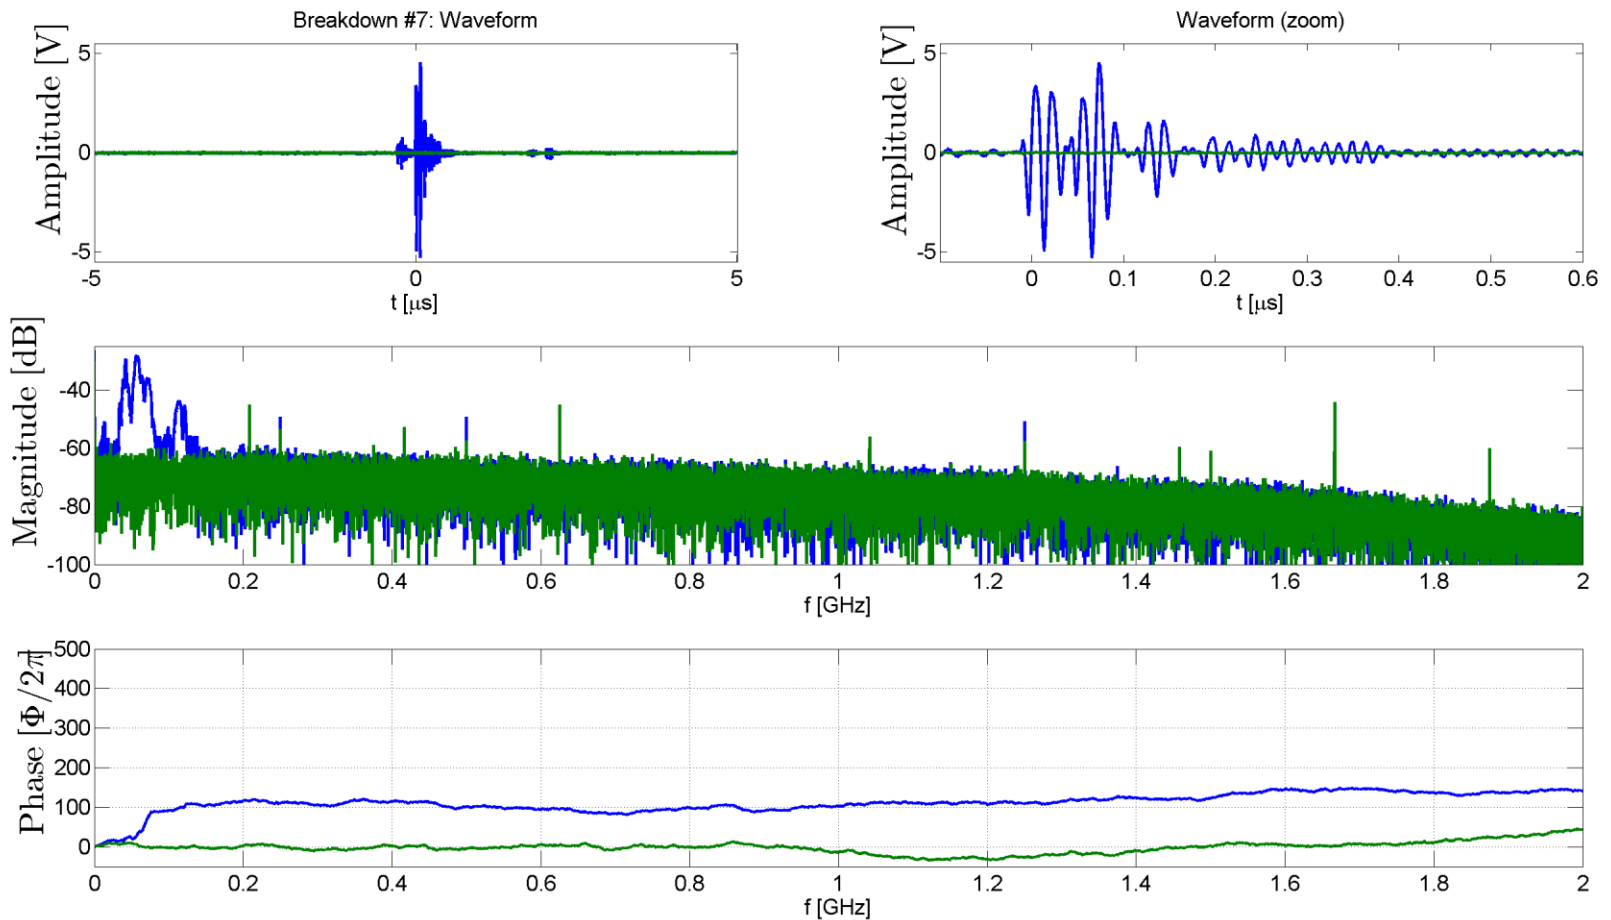 Breakdown #7: Waveform
Amplitude [V]
5
0
-5
-5 0 5
t [μs]
Waveform (zoom)
Amplitude [V]
5
0
-5
0 0.1 0.2 0.3 0.4 0.5 0.6
t [μs]
Magnitude [dB]
-40
-60
-80
-100
0 0.2 0.4 0.6 0.8 1 1.2 1.4 1.6 1.8 2
f [GHz]
Phase [Φ/2π]
500
400
300
200
100
0
0 0.2 0.4 0.6 0.8 1 1.2 1.4 1.6 1.8 2
f [GHz]